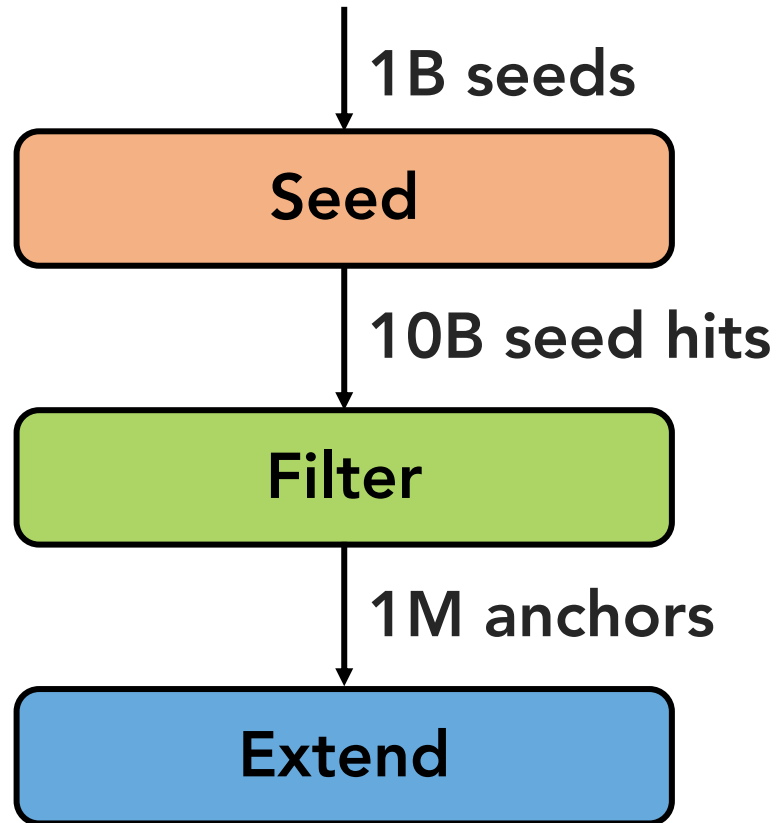 1B seeds
Seed
10B seed hits
Filter
1M anchors
Extend